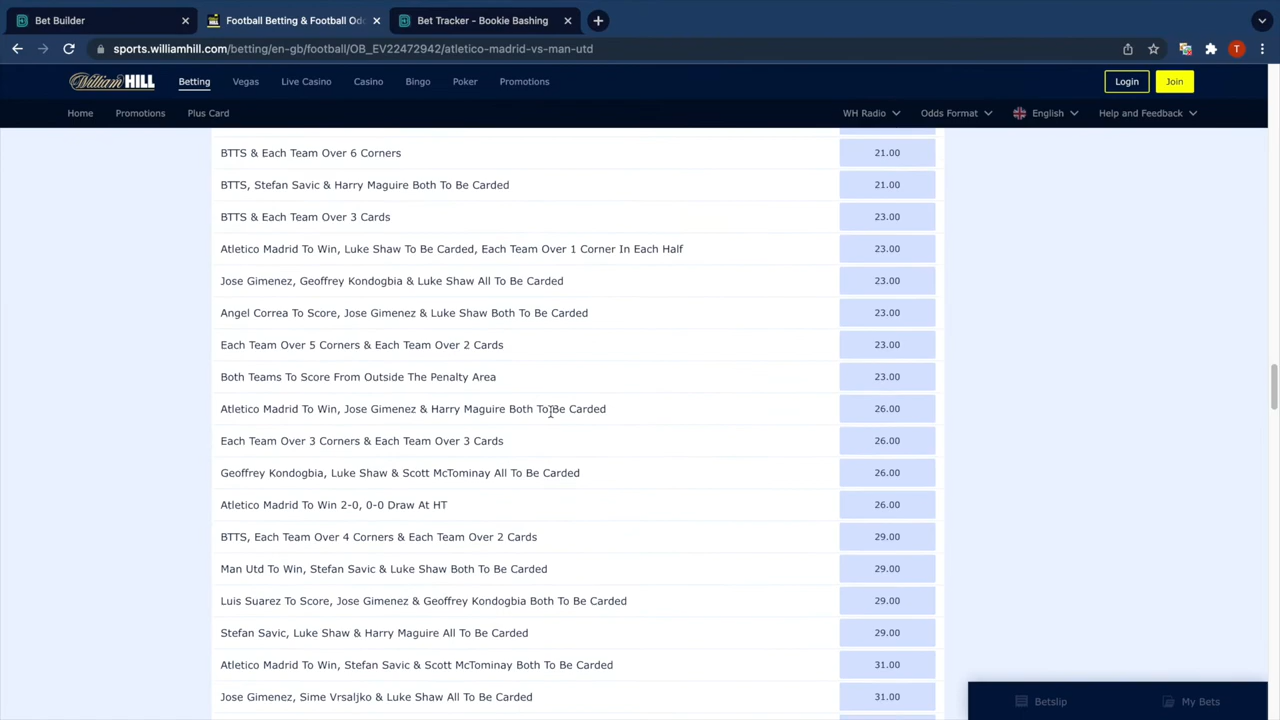 Bet Builder
Football Betting & Football Od
Bet Tracker - Bookie Bashing
sports.williamhill.com/betting/en-gb/football/OB_EV22472942/atletico-madrid-vs-man-utd
T
William HILL
Betting
Vegas
Live Casino
Casino
Bingo
Poker
Promotions
Login
Join
Home
Promotions
Plus Card
WH Radio
Odds Format
English
Help and Feedback
BTTS & Each Team Over 6 Corners 21.00
BTTS, Stefan Savic & Harry Maguire Both To Be Carded 21.00
BTTS & Each Team Over 3 Cards 23.00
Atletico Madrid To Win, Luke Shaw To Be Carded, Each Team Over 1 Corner In Each Half 23.00
Jose Gimenez, Geoffrey Kondogbia & Luke Shaw All To Be Carded 23.00
Angel Correa To Score, Jose Gimenez & Luke Shaw Both To Be Carded 23.00
Each Team Over 5 Corners & Each Team Over 2 Cards 23.00
Both Teams To Score From Outside The Penalty Area 23.00
Atletico Madrid To Win, Jose Gimenez & Harry Maguire Both To Be Carded 26.00
Each Team Over 3 Corners & Each Team Over 3 Cards 26.00
Geoffrey Kondogbia, Luke Shaw & Scott McTominay All To Be Carded 26.00
Atletico Madrid To Win 2-0, 0-0 Draw At HT 26.00
BTTS, Each Team Over 4 Corners & Each Team Over 2 Cards 29.00
Man Utd To Win, Stefan Savic & Luke Shaw Both To Be Carded 29.00
Luis Suarez To Score, Jose Gimenez & Geoffrey Kondogbia Both To Be Carded 29.00
Stefan Savic, Luke Shaw & Harry Maguire All To Be Carded 29.00
Atletico Madrid To Win, Stefan Savic & Scott McTominay Both To Be Carded 31.00
Jose Gimenez, Sime Vrsaljko & Luke Shaw All To Be Carded 31.00
Betslip
My Bets